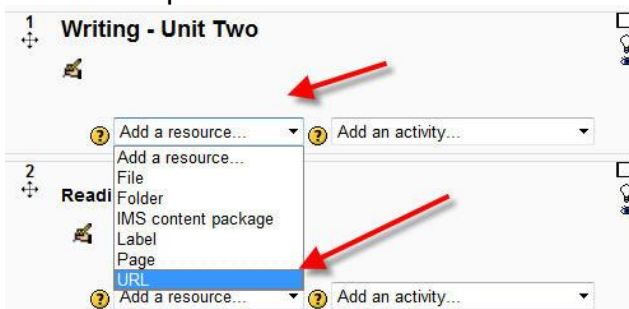 1
Writing - Unit Two
? Add a resource... ? Add an activity...
Add a resource...
File
2
Readi Folder
IMS content package
Label
Page
URL
? Add a resource... ? Add an activity...